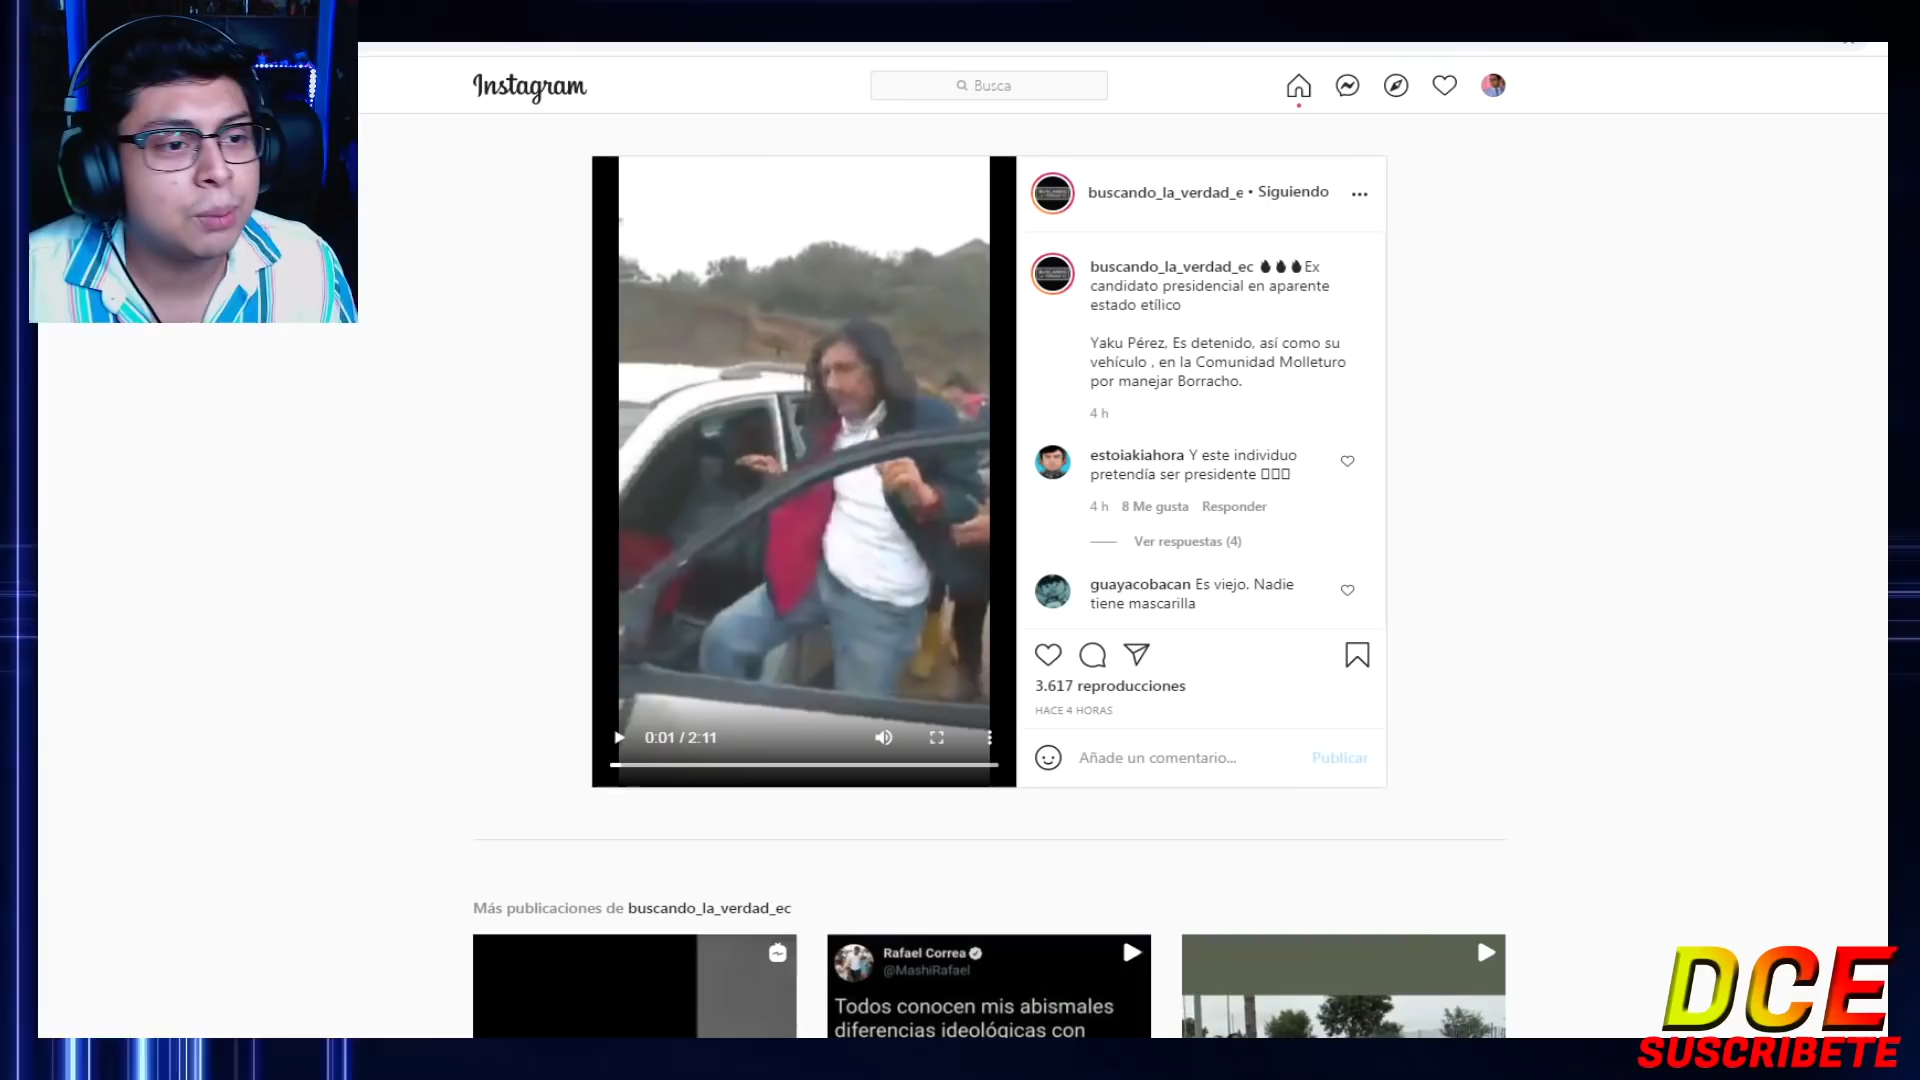 Instagram
Busca
buscando_la_verdad_e • Siguiendo
buscando_la_verdad_ec 🔥🔥🔥Ex
candidato presidencial en aparente
estado etílico
Yaku Pérez, Es detenido, así como su
vehículo , en la Comunidad Molleturo
por manejar Borracho.
4 h
estoiakiahora Y este individuo
pretendía ser presidente
4 h 8 Me gusta Responder
Ver respuestas (4)
guayacobacan Es viejo. Nadie
tiene mascarilla
3.617 reproducciones
HACE 4 HORAS
Añade un comentario... Publicar
0:01 / 2:11
Más publicaciones de buscando_la_verdad_ec
Rafael Correa
@MashiRafael
Todos conocen mis abismales
diferencias ideológicas con
DCE
SUSCRIBETE